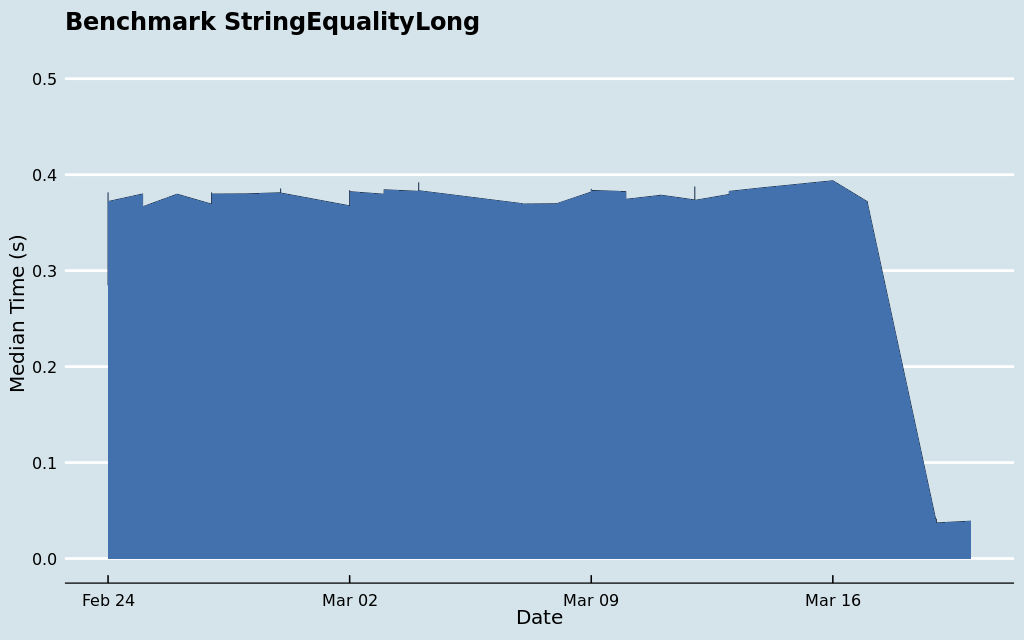 Benchmark StringEqualityLong
0.5
0.4
0.3
0.2
0.1
0.0
Median Time (s)
Feb 24
Mar 02
Mar 09
Mar 16
Date